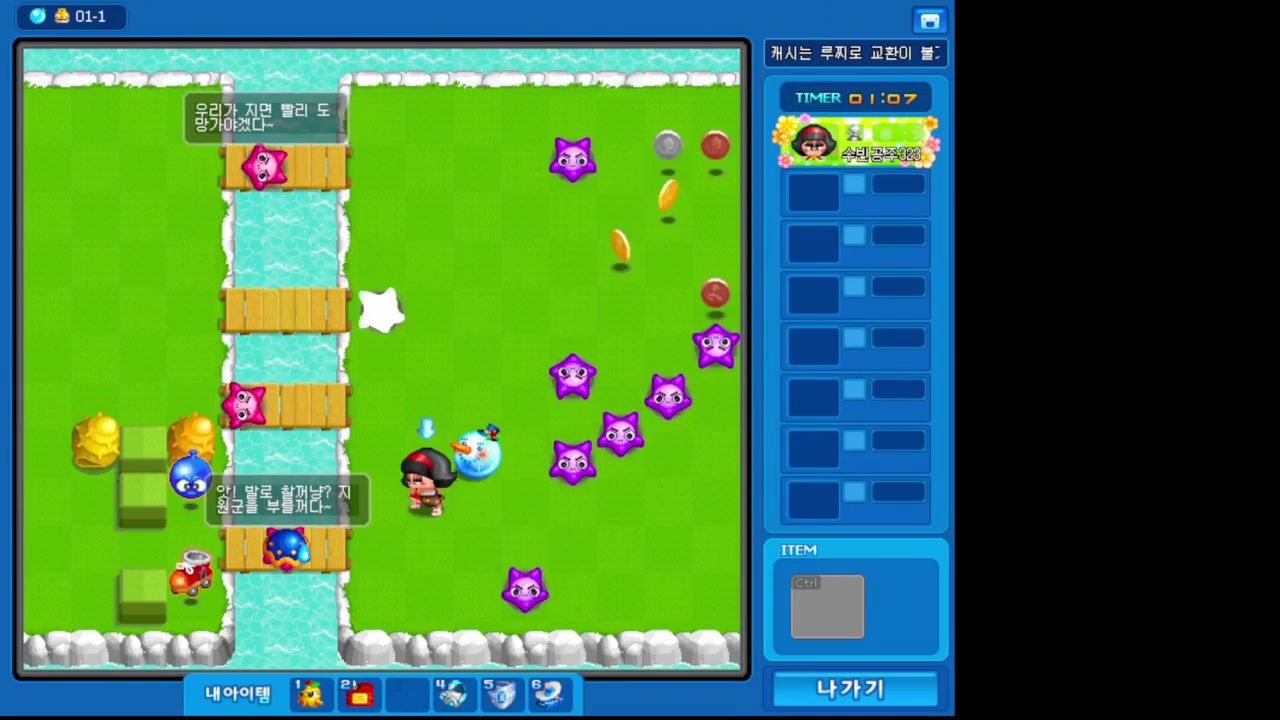 01-1
캐시는 루찌로 교환이 불
TIMER 01:07
우리가 지면 빨리 도
망가야겠다~
수빈공주323
앗! 발로 찰꺼냥? 지
원군을 부를꺼다~
ITEM
Ctrl
내아이템
1
2
4
5
6
나가기